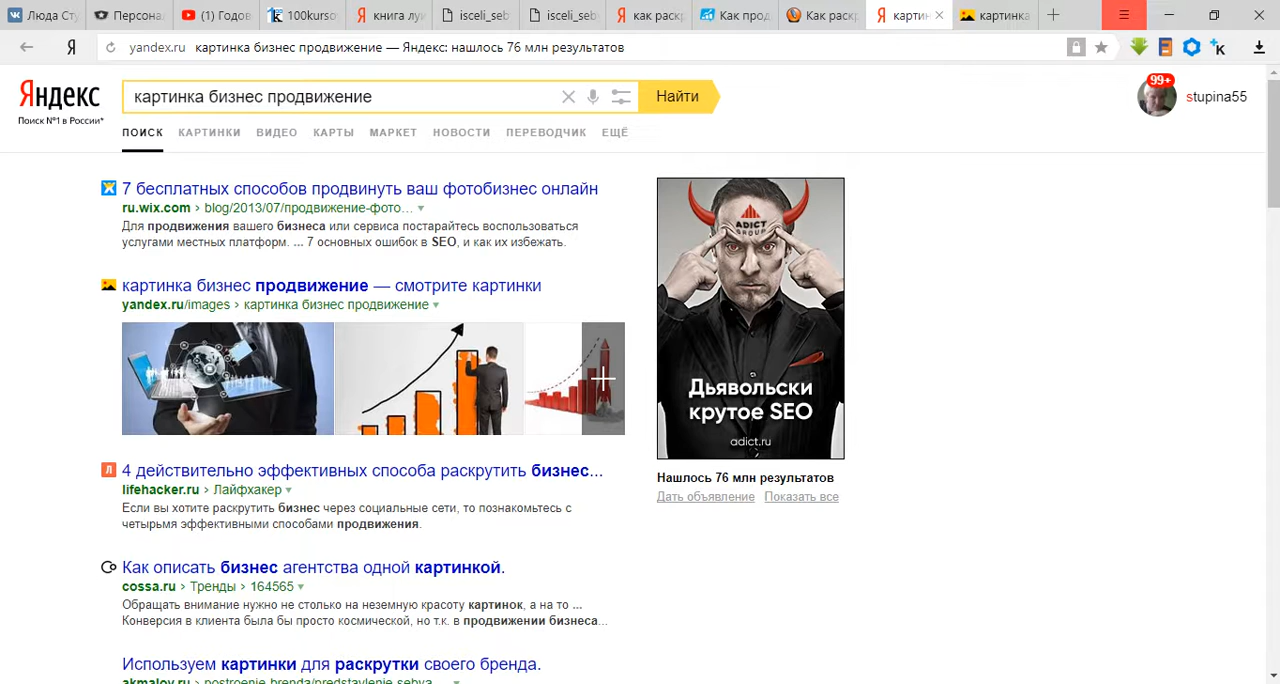 Люда Сту
Персона
(1) Годов
100kurso
книга луи
isceli_seb
isceli_seb
как раск
Как прод
Как раскр
картин
картинка
yandex.ru картинка бизнес продвижение — Яндекс: нашлось 76 млн результатов
Яндекс
Поиск №1 в России*
картинка бизнес продвижение
Найти
99+
stupina55
ПОИСК КАРТИНКИ ВИДЕО КАРТЫ МАРКЕТ НОВОСТИ ПЕРЕВОДЧИК ЕЩЁ
7 бесплатных способов продвинуть ваш фотобизнес онлайн
ru.wix.com › blog/2013/07/продвижение-фото…
Для продвижения вашего бизнеса или сервиса постарайтесь воспользоваться
услугами местных платформ. ... 7 основных ошибок в SEO, и как их избежать.
картинка бизнес продвижение — смотрите картинки
yandex.ru/images › картинка бизнес продвижение
4 действительно эффективных способа раскрутить бизнес...
lifehacker.ru › Лайфхакер
Если вы хотите раскрутить бизнес через социальные сети, то познакомьтесь с
четырьмя эффективными способами продвижения.
Как описать бизнес агентства одной картинкой.
cossa.ru › Тренды › 164565
Обращать внимание нужно не столько на неземную красоту картинок, а на то ...
Конверсия в клиента была бы просто космической, но т.к. в продвижении бизнеса...
Используем картинки для раскрутки своего бренда.
akmalov.ru › postroenie-brenda/predstavlenie-sebya…
ADICT
GROUP
Дьявольски
крутое SEO
adict.ru
Нашлось 76 млн результатов
Дать объявление Показать все